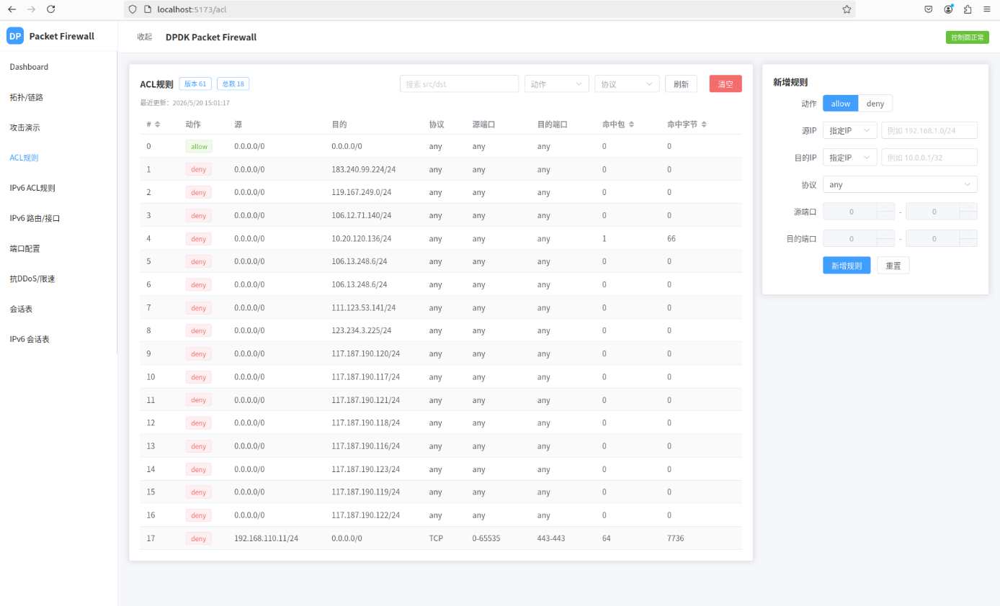 localhost:5173/acl
DP Packet Firewall
收起 DPDK Packet Firewall 控制面正常
Dashboard
拓扑/链路
攻击演示
ACL规则
IPv6 ACL规则
IPv6 路由/接口
端口配置
抗DDoS/限速
会话表
IPv6 会话表
ACL规则 版本 61 总数 18 搜索 src/dst 动作 协议 刷新 清空
最近更新：2026/5/20 15:01:17
# 动作 源 目的 协议 源端口 目的端口 命中包 命中字节
0 allow 0.0.0.0/0 0.0.0.0/0 any any any 0 0
1 deny 0.0.0.0/0 183.240.99.224/24 any any any 0 0
2 deny 0.0.0.0/0 119.167.249.0/24 any any any 0 0
3 deny 0.0.0.0/0 106.12.71.140/24 any any any 0 0
4 deny 0.0.0.0/0 10.20.120.136/24 any any any 1 66
5 deny 0.0.0.0/0 106.13.248.6/24 any any any 0 0
6 deny 0.0.0.0/0 106.13.248.6/24 any any any 0 0
7 deny 0.0.0.0/0 111.123.53.141/24 any any any 0 0
8 deny 0.0.0.0/0 123.234.3.225/24 any any any 0 0
9 deny 0.0.0.0/0 117.187.190.120/24 any any any 0 0
10 deny 0.0.0.0/0 117.187.190.117/24 any any any 0 0
11 deny 0.0.0.0/0 117.187.190.121/24 any any any 0 0
12 deny 0.0.0.0/0 117.187.190.118/24 any any any 0 0
13 deny 0.0.0.0/0 117.187.190.116/24 any any any 0 0
14 deny 0.0.0.0/0 117.187.190.123/24 any any any 0 0
15 deny 0.0.0.0/0 117.187.190.119/24 any any any 0 0
16 deny 0.0.0.0/0 117.187.190.122/24 any any any 0 0
17 deny 192.168.110.11/24 0.0.0.0/0 TCP 0-65535 443-443 64 7736
新增规则
动作 allow deny
源IP 指定IP 例如 192.168.1.0/24
目的IP 指定IP 例如 10.0.0.1/32
协议 any
源端口 0 - 0
目的端口 0 - 0
新增规则 重置